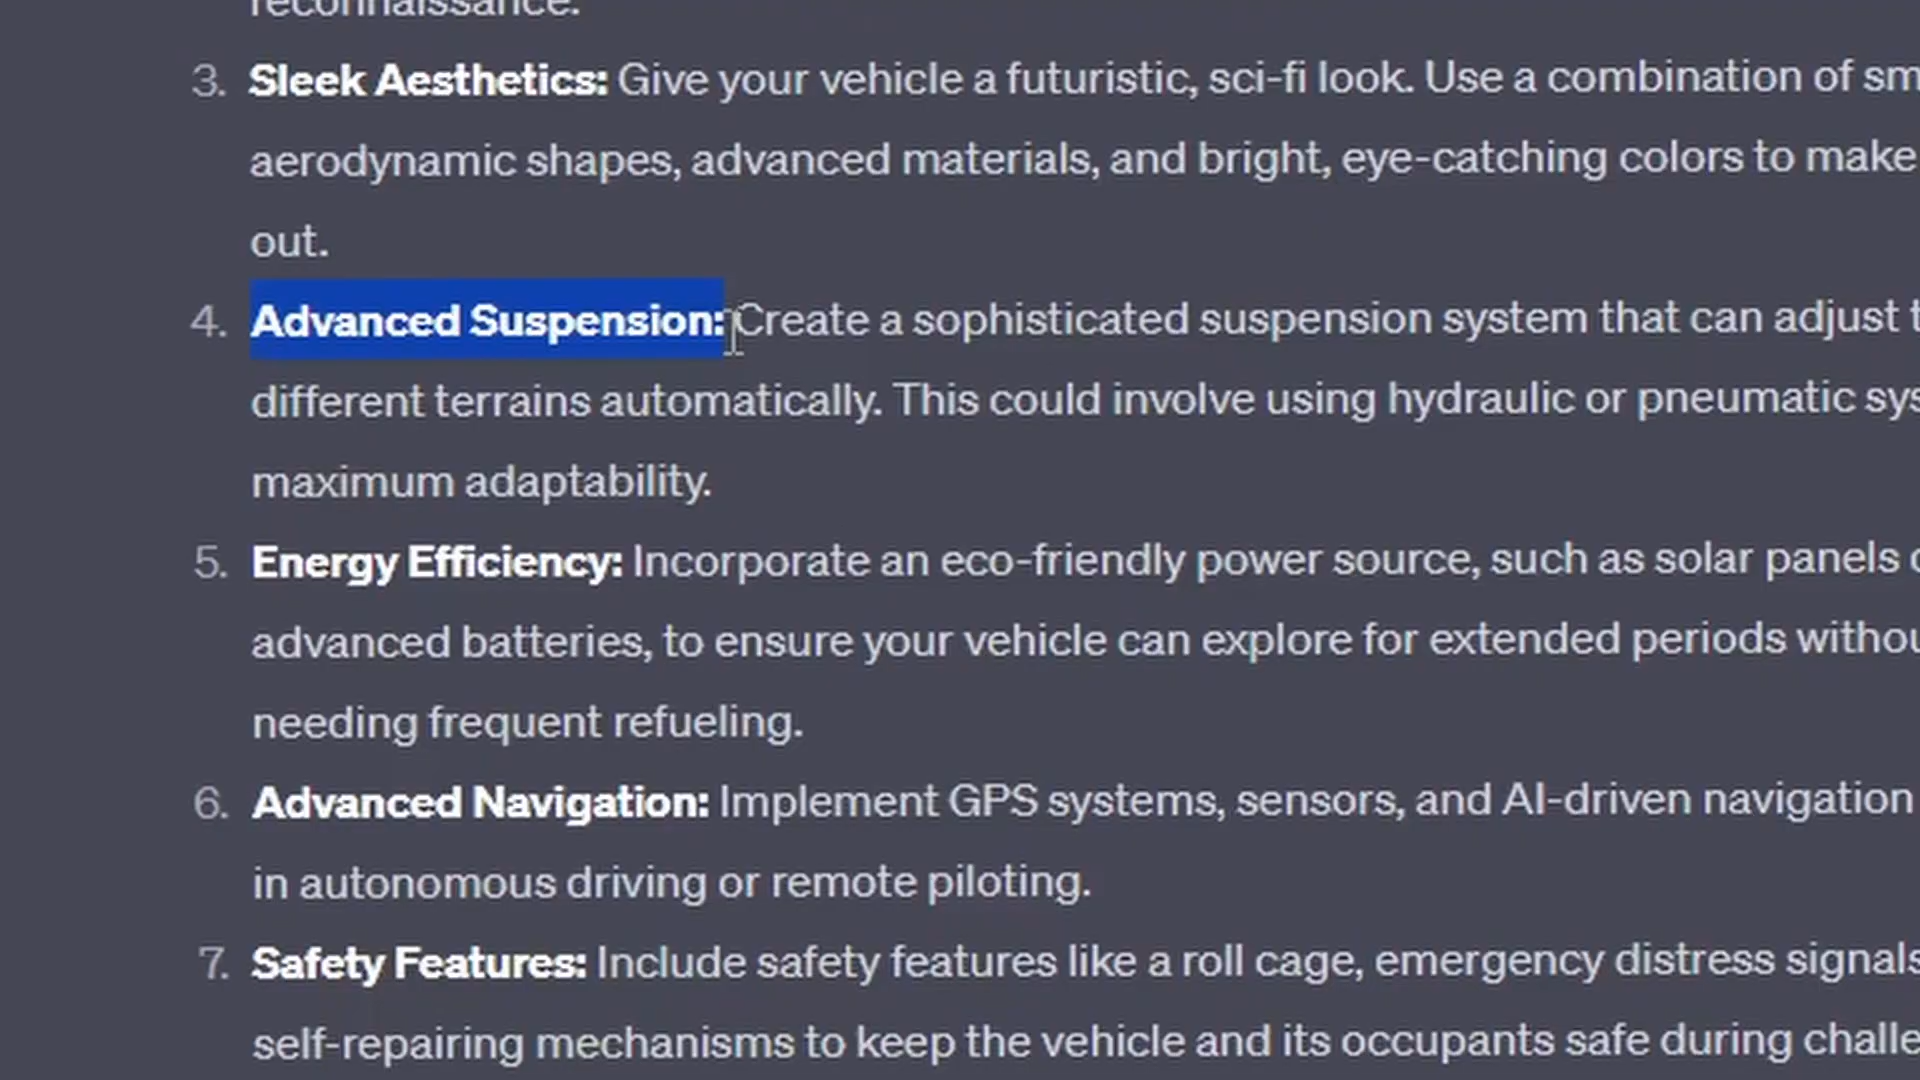 reconnaissance.
3. Sleek Aesthetics: Give your vehicle a futuristic, sci-fi look. Use a combination of
aerodynamic shapes, advanced materials, and bright, eye-catching colors to make
out.
4. Advanced Suspension: Create a sophisticated suspension system that can adjust
different terrains automatically. This could involve using hydraulic or pneumatic
maximum adaptability.
5. Energy Efficiency: Incorporate an eco-friendly power source, such as solar panels
advanced batteries, to ensure your vehicle can explore for extended periods
needing frequent refueling.
6. Advanced Navigation: Implement GPS systems, sensors, and AI-driven navigation
in autonomous driving or remote piloting.
7. Safety Features: Include safety features like a roll cage, emergency distress signals
self-repairing mechanisms to keep the vehicle and its occupants safe during